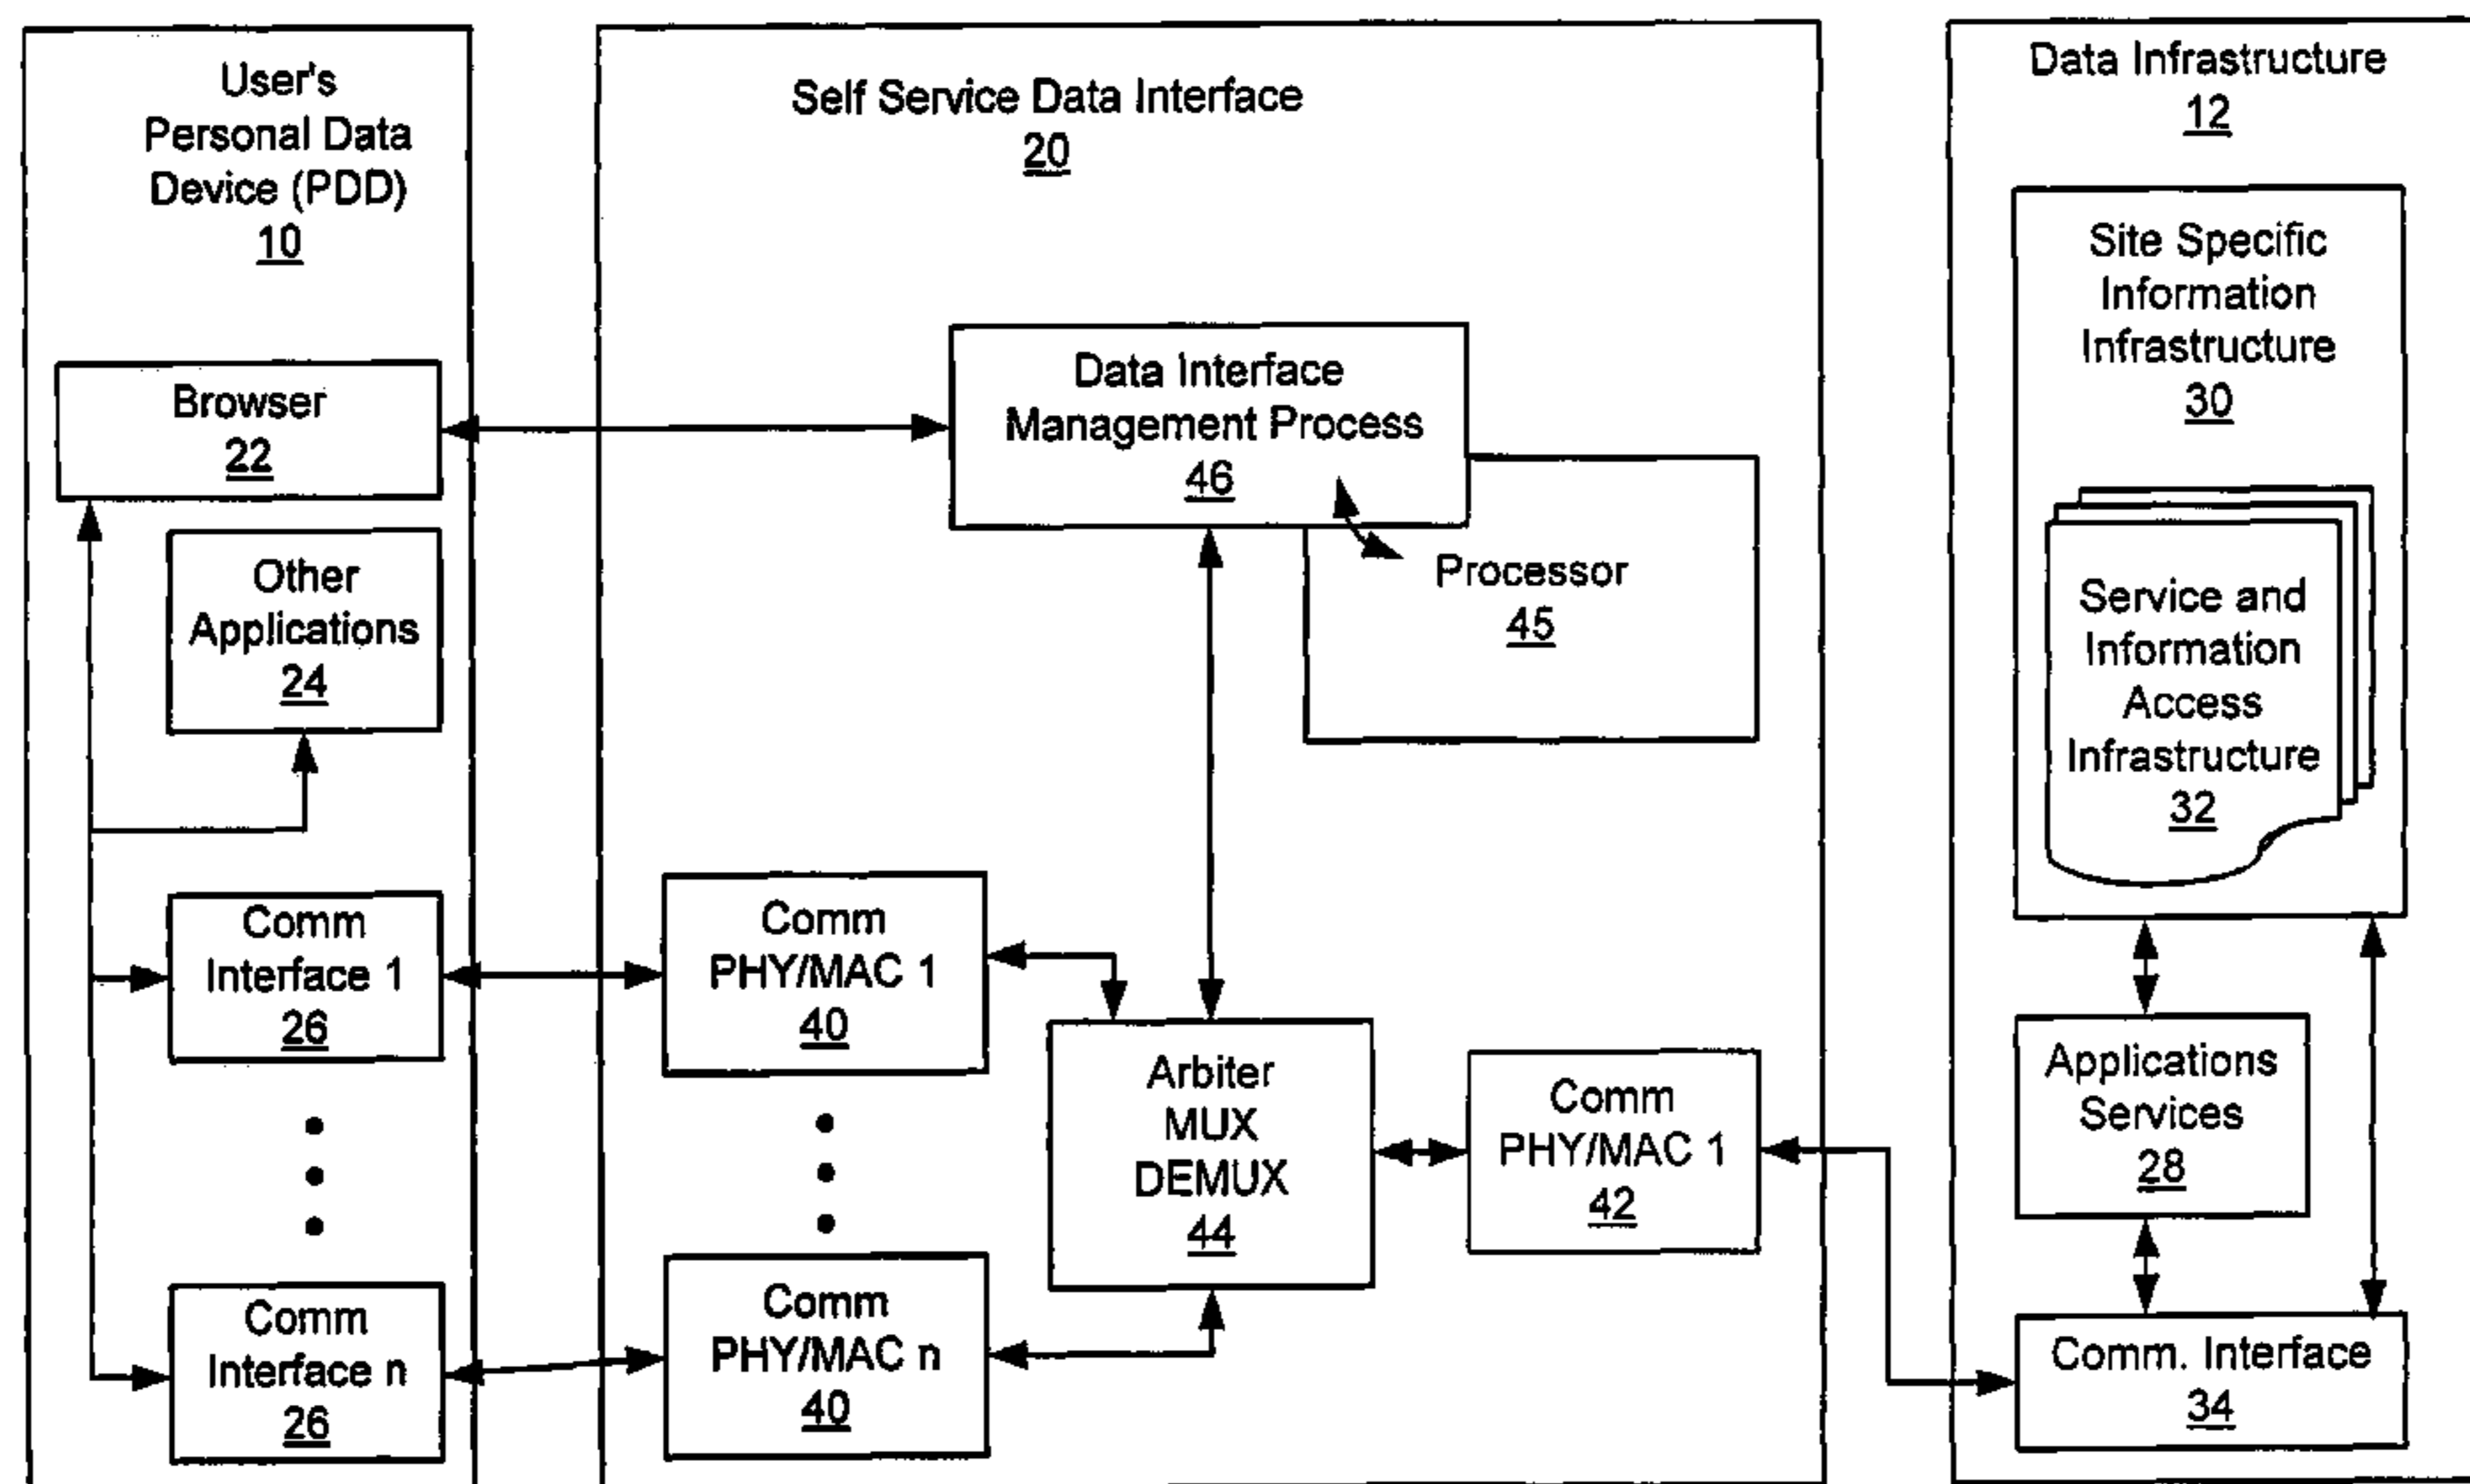 User's
Personal Data
Device (PDD)
10
Browser
22
Other
Applications
24
Comm
Interface 1
26
Comm
Interface n
26
Self Service Data Interface
20
Data Interface
Management Process
46
Processor
45
Comm
PHY/MAC 1
40
Comm
PHY/MAC n
40
Arbiter
MUX
DEMUX
44
Comm
PHY/MAC 1
42
Data Infrastructure
12
Site Specific
Information
Infrastructure
30
Service and
Information
Access
Infrastructure
32
Applications
Services
28
Comm. Interface
34